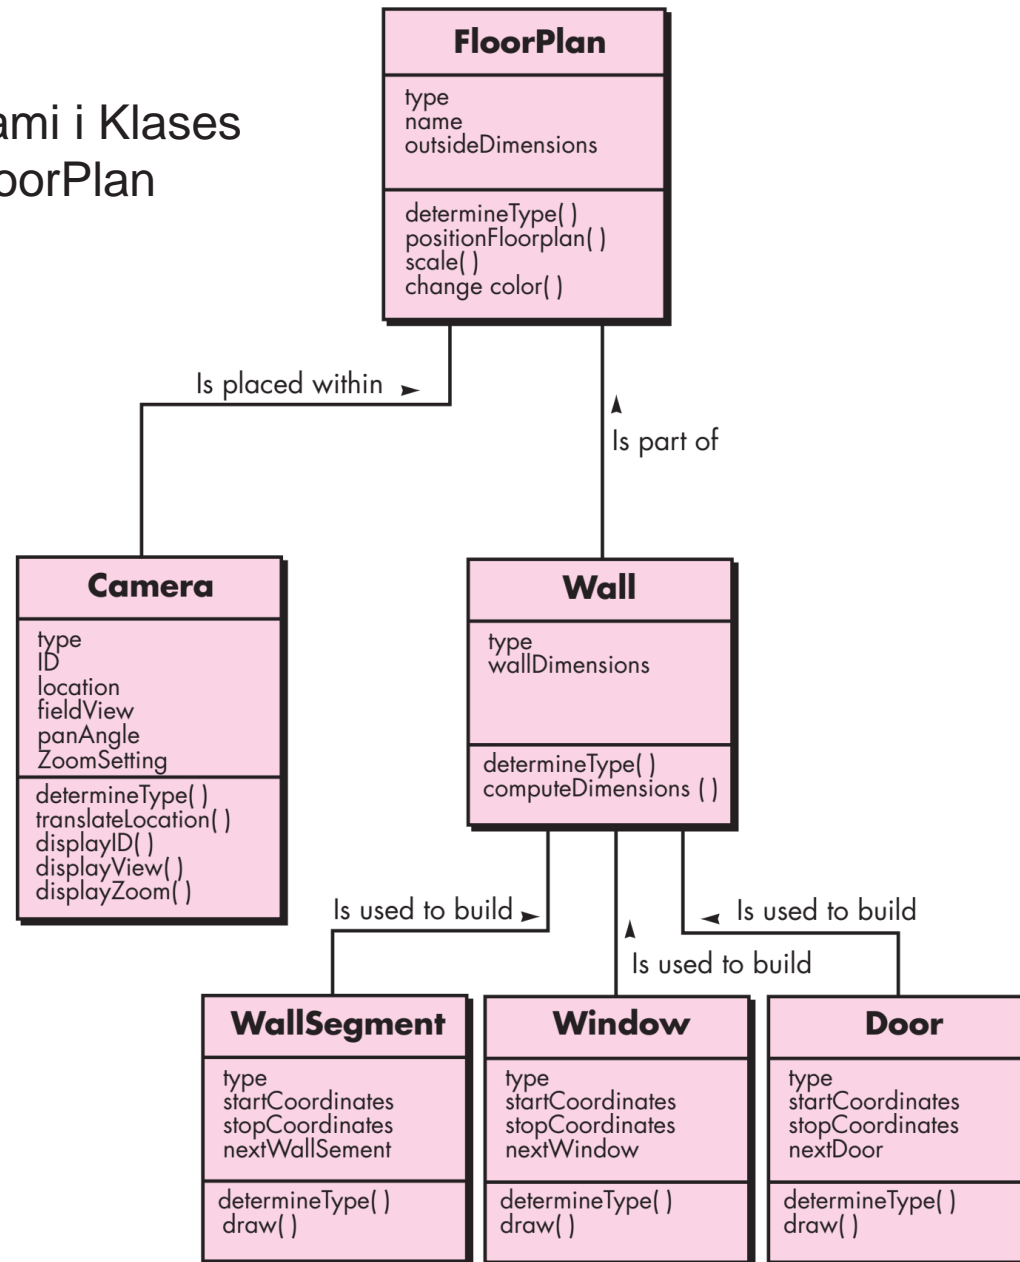 ami i Klases
oorPlan
FloorPlan
type
name
outsideDimensions
determineType( )
positionFloorplan( )
scale( )
change color( )
Is placed within
Is part of
Camera
type
ID
location
fieldView
panAngle
ZoomSetting
determineType( )
translateLocation( )
displayID( )
displayView( )
displayZoom( )
Wall
type
wallDimensions
determineType( )
computeDimensions ( )
Is used to build
Is used to build
Is used to build
WallSegment
type
startCoordinates
stopCoordinates
nextWallSement
determineType( )
draw( )
Window
type
startCoordinates
stopCoordinates
nextWindow
determineType( )
draw( )
Door
type
startCoordinates
stopCoordinates
nextDoor
determineType( )
draw( )